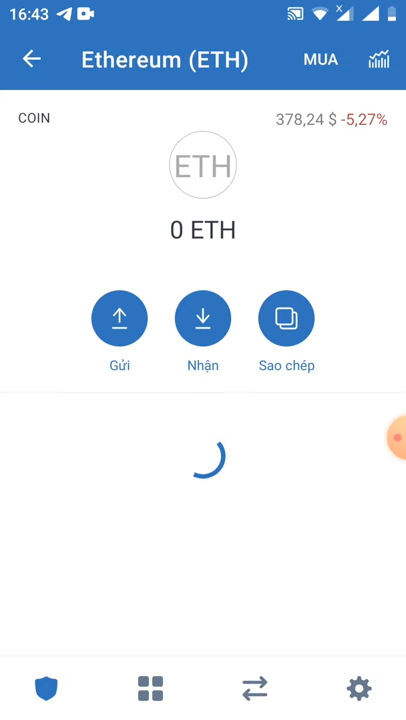 16:43
Ethereum (ETH)
MUA
COIN
378,24 $ -5,27%
ETH
0 ETH
Gửi
Nhận
Sao chép